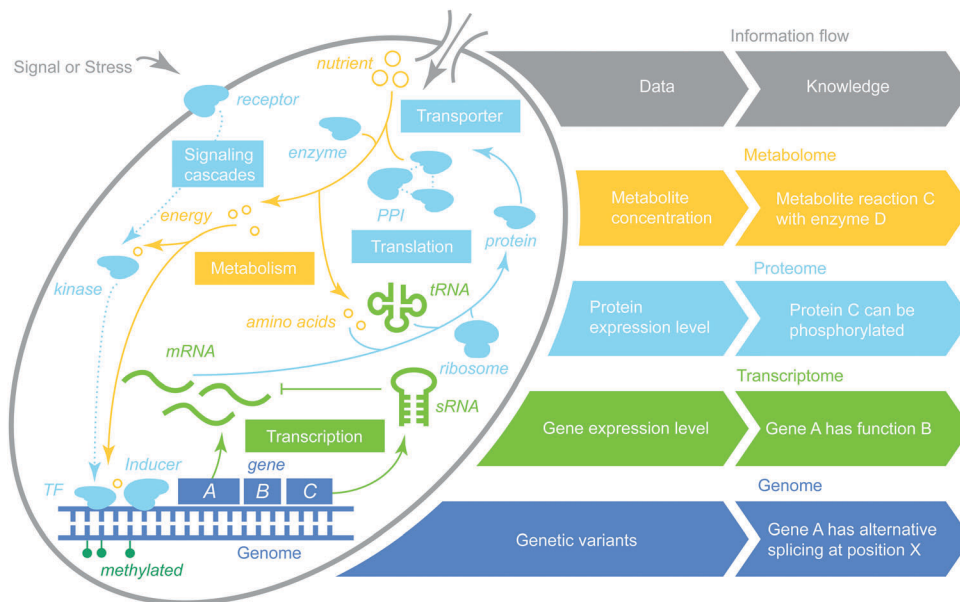 Information flow
Signal or Stress
nutrient
receptor
Data
Knowledge
Transporter
enzyme
Signaling
cascades
Metabolome
PPI
Metabolite
concentration
Metabolite reaction C
with enzyme D
energy
protein
Translation
Metabolism
kinase
Proteome
tRNA
Protein
expression level
Protein C can be
phosphorylated
amino acids
mRNA
ribosome
Transcriptome
sRNA
Transcription
Gene expression level
Gene A has function B
Inducer
gene
TF
A
B
C
Genome
Genome
Genetic variants
Gene A has alternative
splicing at position X
methylated